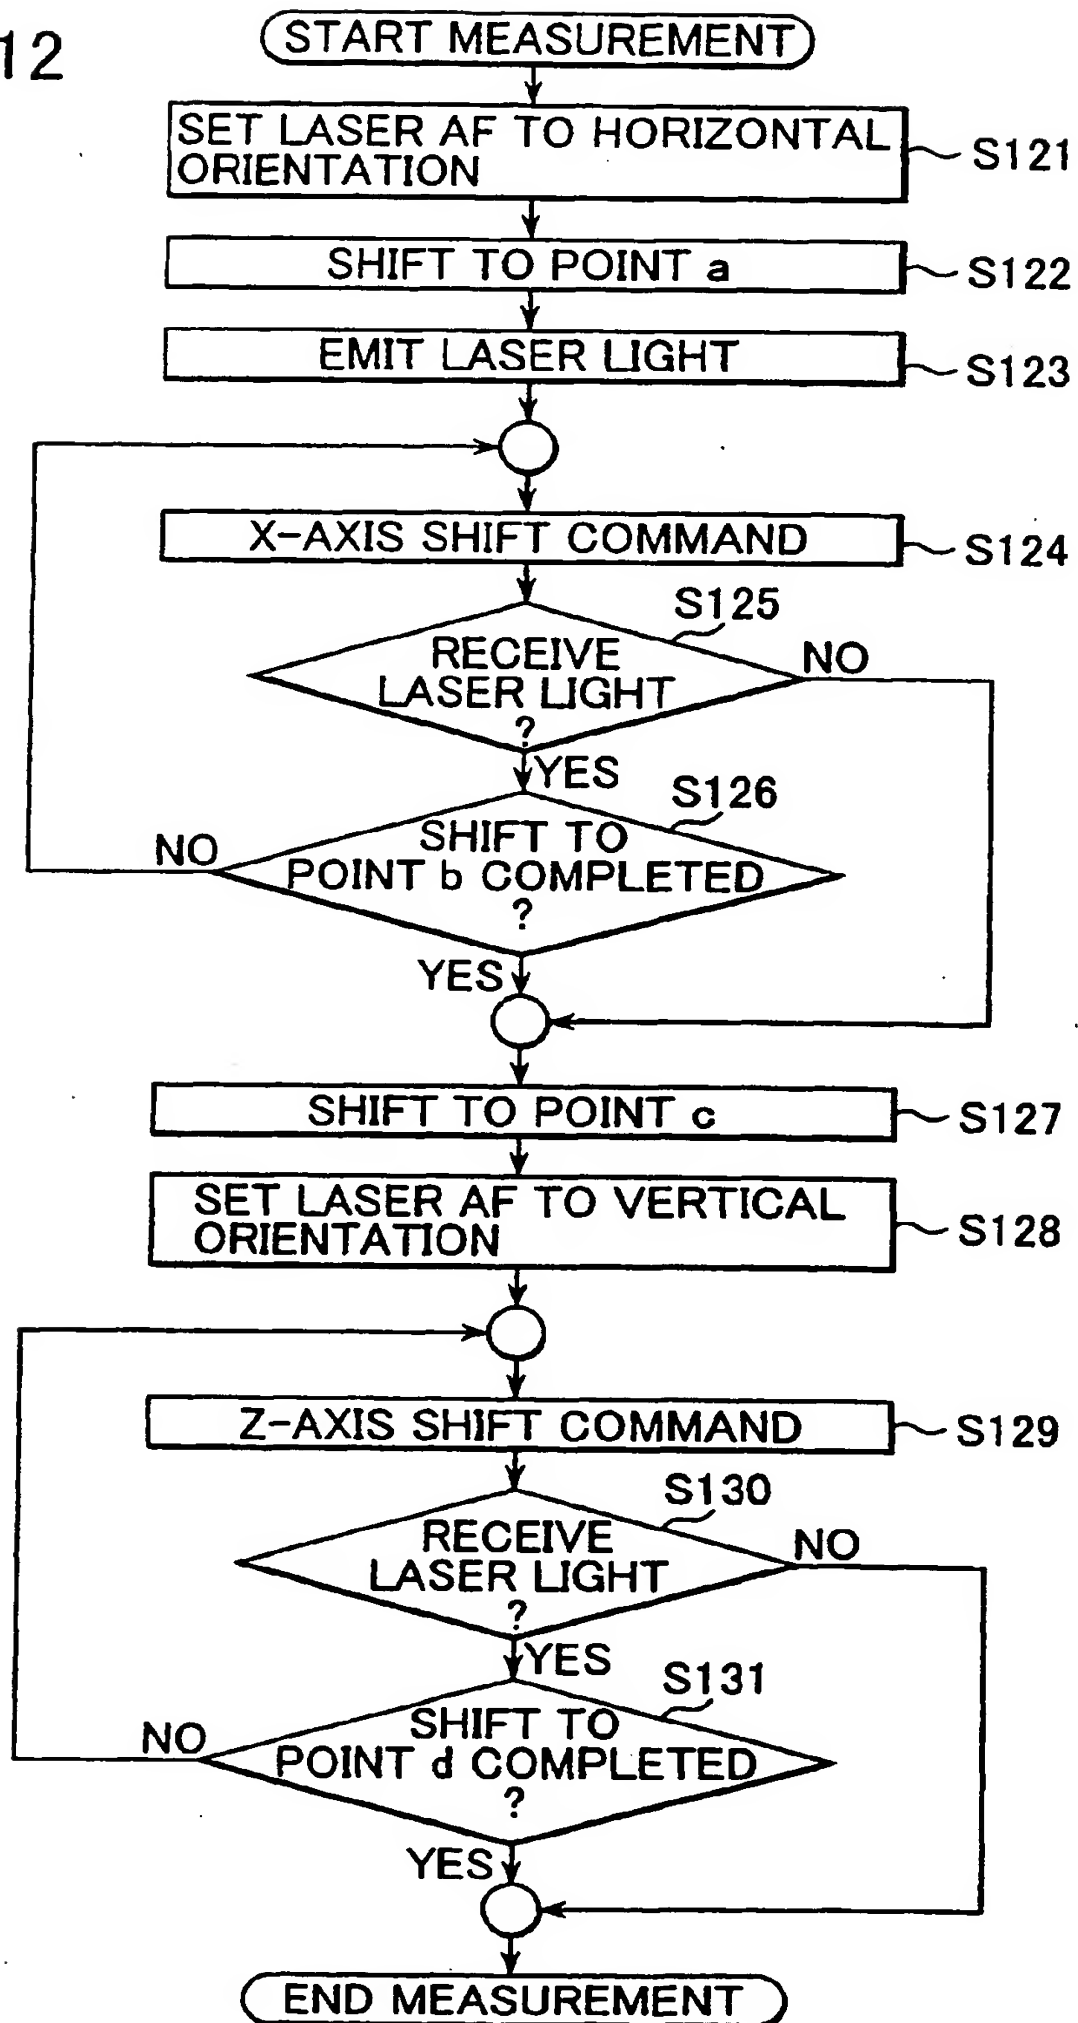 12
START MEASUREMENT
SET LASER AF TO HORIZONTAL
ORIENTATION
S121
SHIFT TO POINT a
S122
EMIT LASER LIGHT
S123
X-AXIS SHIFT COMMAND
S124
S125
RECEIVE
LASER LIGHT
?
NO
YES
S126
SHIFT TO
POINT b COMPLETED
?
NO
YES
SHIFT TO POINT c
S127
SET LASER AF TO VERTICAL
ORIENTATION
S128
Z-AXIS SHIFT COMMAND
S129
S130
RECEIVE
LASER LIGHT
?
NO
YES
S131
SHIFT TO
POINT d COMPLETED
?
NO
YES
END MEASUREMENT